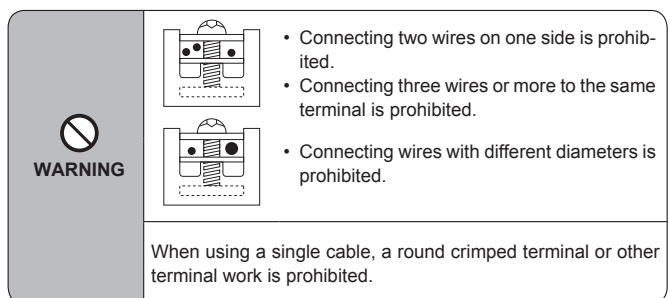 WARNING
• Connecting two wires on one side is prohib-
ited.
• Connecting three wires or more to the same
terminal is prohibited.
• Connecting wires with different diameters is
prohibited.
When using a single cable, a round crimped terminal or other
terminal work is prohibited.